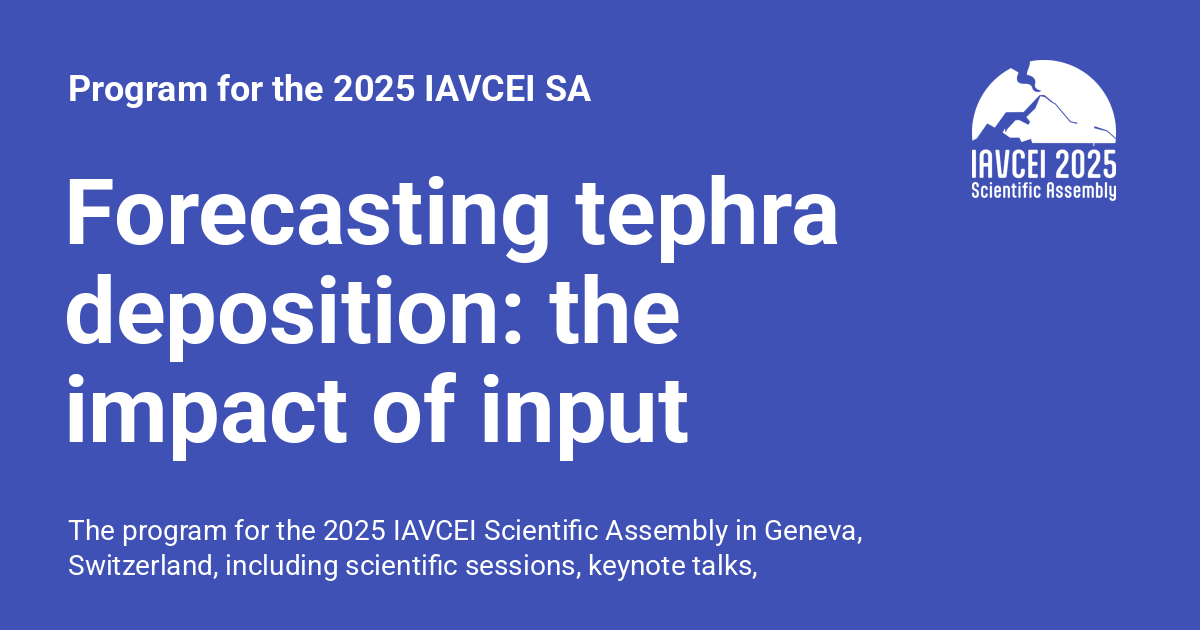 Program for the 2025 IAVCEI SA
IAVCEI 2025
Scientific Assembly
Forecasting tephra
deposition: the
impact of input
The program for the 2025 IAVCEI Scientific Assembly in Geneva,
Switzerland, including scientific sessions, keynote talks,